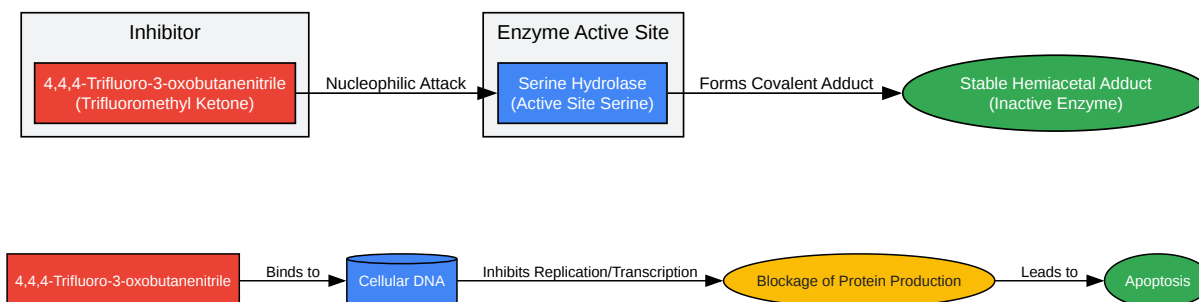 Inhibitor
Enzyme Active Site
4,4,4-Trifluoro-3-oxobutanenitrile
(Trifluoromethyl Ketone)
Nucleophilic Attack
Serine Hydrolase
(Active Site Serine)
Forms Covalent Adduct
Stable Hemiacetal Adduct
(Inactive Enzyme)
4,4,4-Trifluoro-3-oxobutanenitrile
Binds to
Cellular DNA
Inhibits Replication/Transcription
Blockage of Protein Production
Leads to
Apoptosis